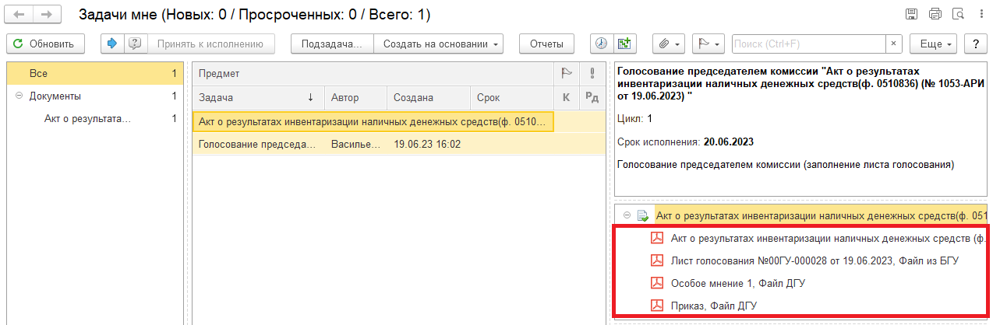 Задачи мне (Новых: 0 / Просроченных: 0 / Всего: 1)
Обновить
Принять к исполнению
Подзадача...
Создать на основании
Отчеты
Поиск (Ctrl+F)
×
Еще
?
Все 1
Документы 1
Акт о результата... 1
Предмет
Задача ↓ Автор Создана Срок К Рд
Акт о результатах инвентаризации наличных денежных средств(ф. 0510...
Голосование председа... Василье... 19.06.23 16:02
Голосование председателем комиссии "Акт о результатах
инвентаризации наличных денежных средств(ф. 0510836) (№ 1053-АРИ
от 19.06.2023) "
Цикл: 1
Срок исполнения: 20.06.2023
Голосование председателем комиссии (заполнение листа голосования)
Акт о результатах инвентаризации наличных денежных средств(ф. 051
Акт о результатах инвентаризации наличных денежных средств (ф.
Лист голосования №00ГУ-000028 от 19.06.2023, Файл из БГУ
Особое мнение 1, Файл ДГУ
Приказ, Файл ДГУ